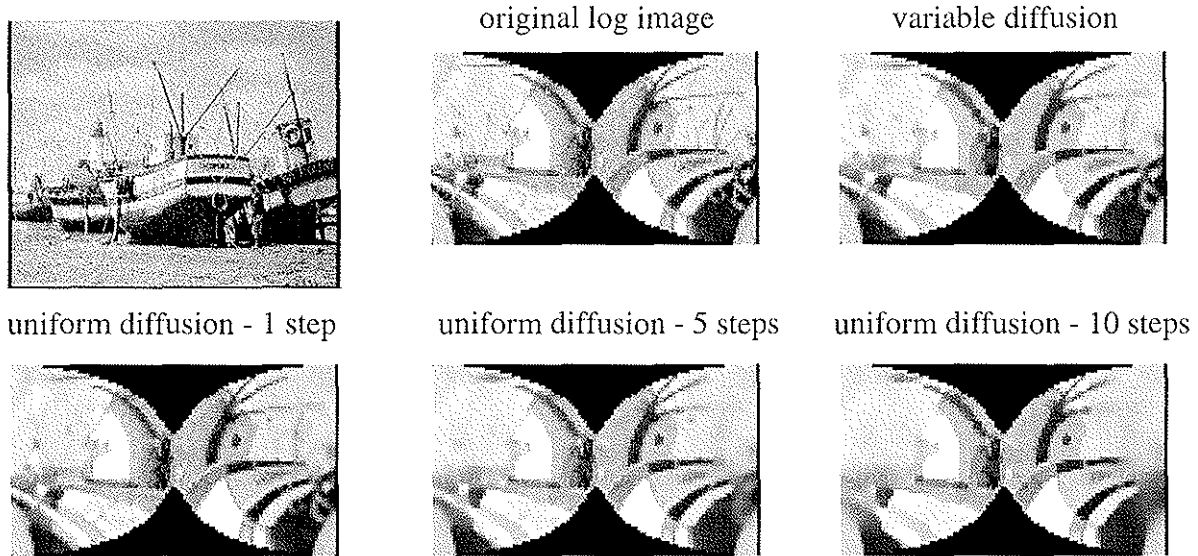 original log image
variable diffusion
uniform diffusion - 1 step
uniform diffusion - 5 steps
uniform diffusion - 10 steps